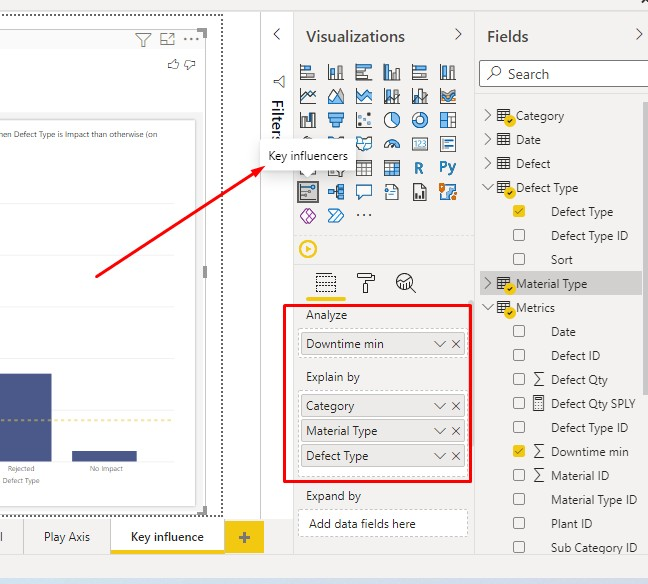 hen Defect Type is Impact than otherwise (on
Rejected
No Impact
Defect Type
Play Axis
Key influence
+
Filters
Visualizations
Key influencers
123
R
Py
...
Analyze
Downtime min
Explain by
Category
Material Type
Defect Type
Expand by
Add data fields here
Fields
Search
Category
Date
Defect
Defect Type
Defect Type
Defect Type ID
Sort
Material Type
Metrics
Date
Defect ID
Defect Qty
Defect Qty SPLY
Defect Type ID
Downtime min
Material ID
Material Type ID
Plant ID
Sub Category ID